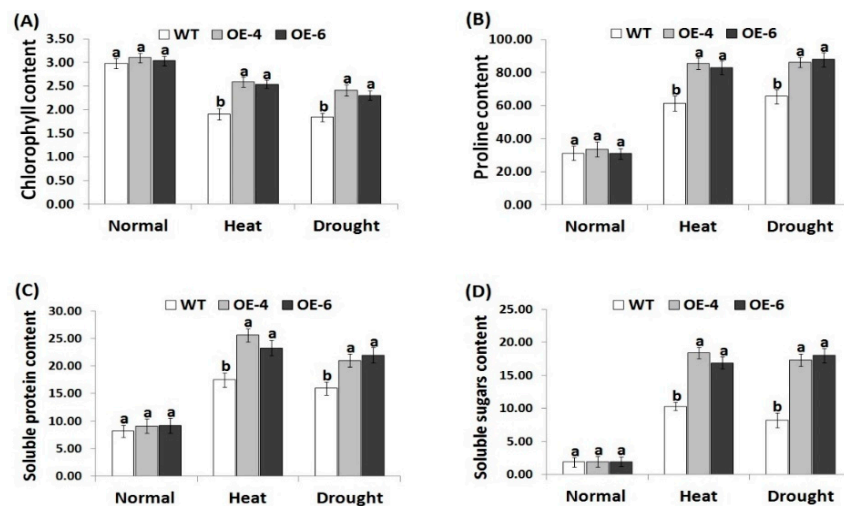 (A)
WT OE-4 OE-6
Chlorophyll content
3.50
3.00
2.50
2.00
1.50
1.00
0.50
0.00
a a a
b a a
b a a
Normal Heat Drought
(B)
WT OE-4 OE-6
Proline content
100.00
80.00
60.00
40.00
20.00
0.00
a a a
b a a
b a a
Normal Heat Drought
(C)
WT OE-4 OE-6
Soluble protein content
30.00
25.00
20.00
15.00
10.00
5.00
0.00
a a a
b a a
b a a
Normal Heat Drought
(D)
WT OE-4 OE-6
Soluble sugars content
25.00
20.00
15.00
10.00
5.00
0.00
a a a
b a a
b a a
Normal Heat Drought